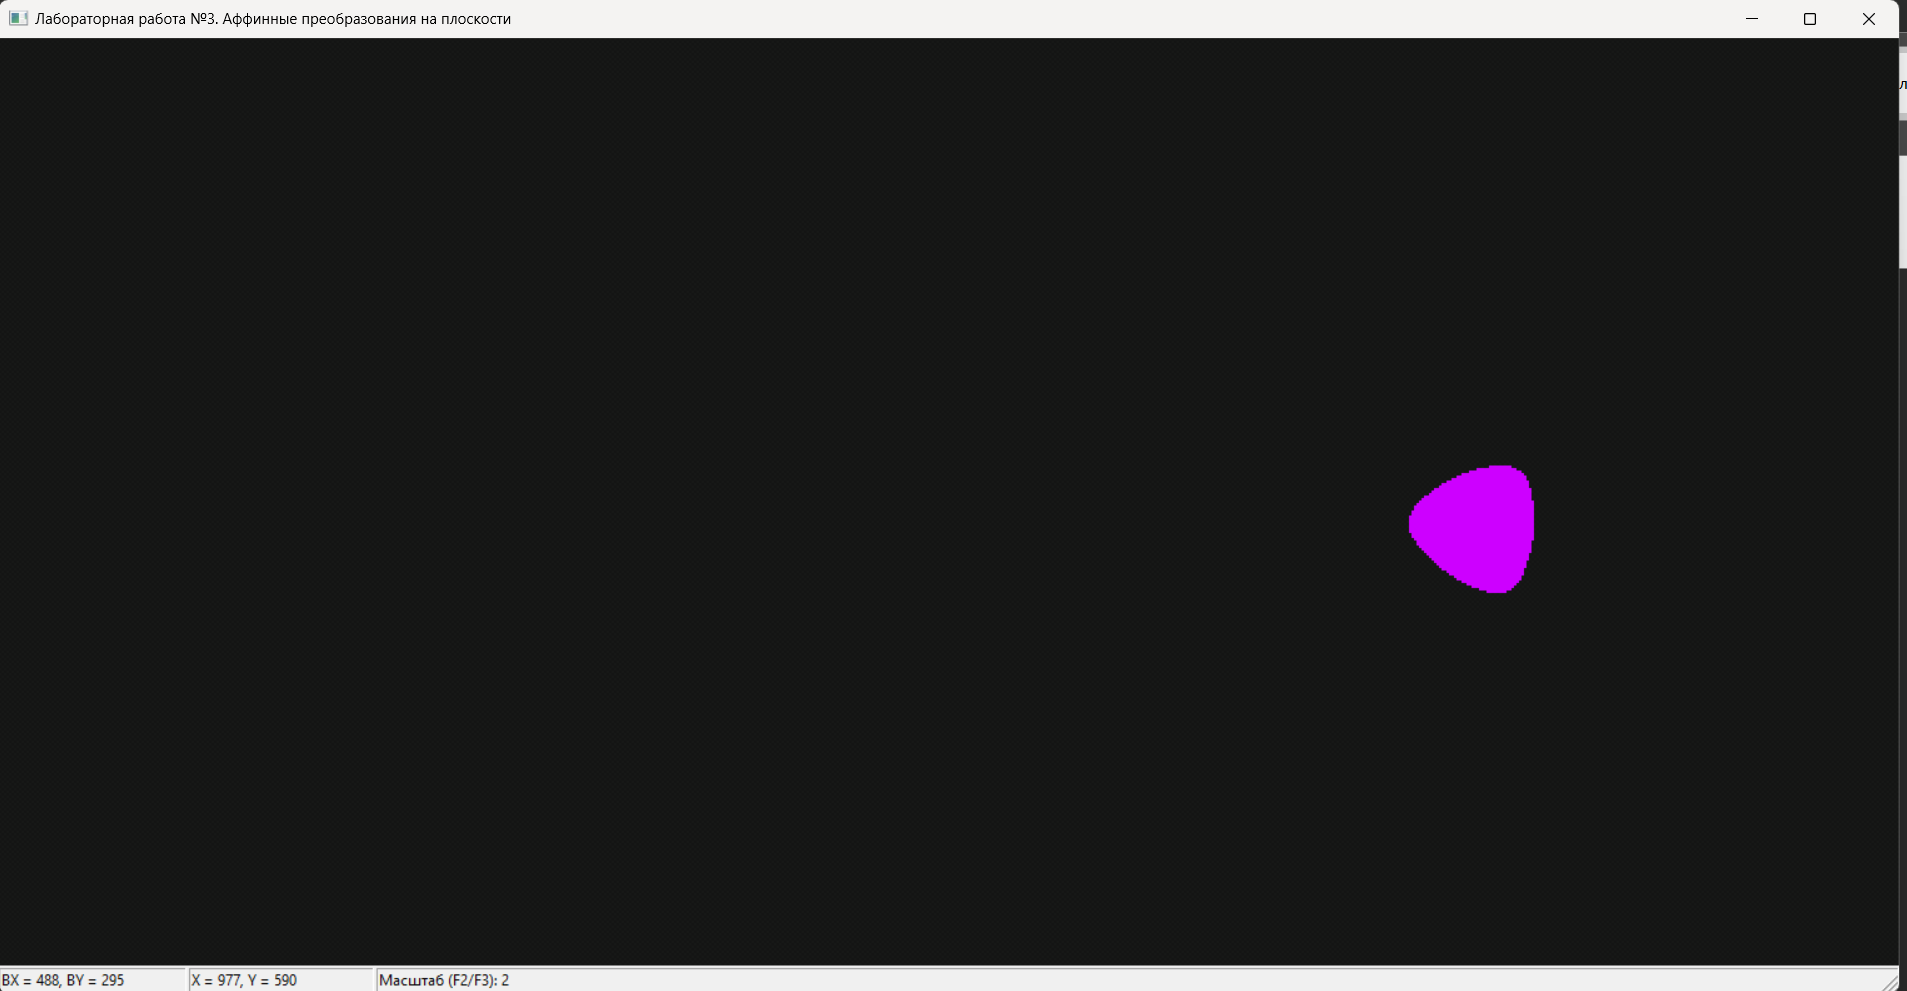 Лабораторная работа №3. Аффинные преобразования на плоскости
л
BX = 488, BY = 295
X = 977, Y = 590
Масштаб (F2/F3): 2